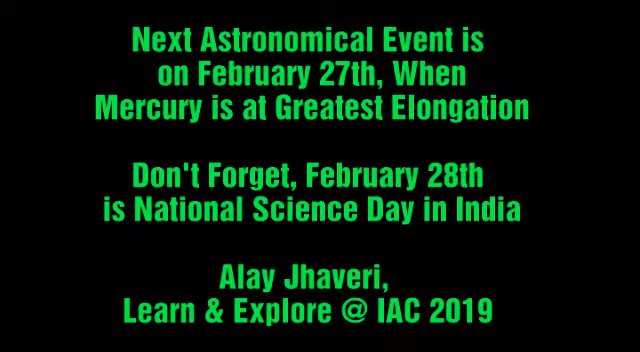 Next Astronomical Event is
on February 27th, When
Mercury is at Greatest Elongation
Don't Forget, February 28th
is National Science Day in India
Alay Jhaveri,
Learn & Explore @ IAC 2019